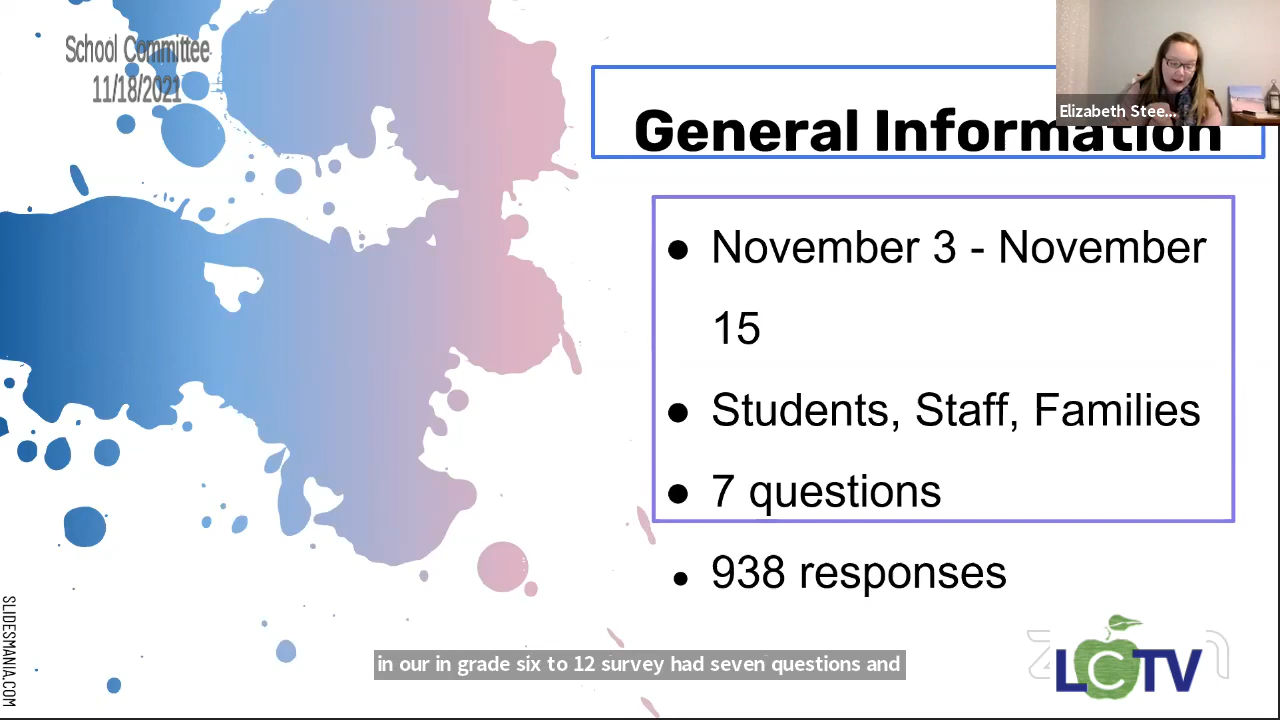 School Committee
11/18/2021
Elizabeth Stee...
General Information
● November 3 - November
15
● Students, Staff, Families
● 7 questions
● 938 responses
SLIDESMANIA.COM
in our in grade six to 12 survey had seven questions and
zoom
LCTV